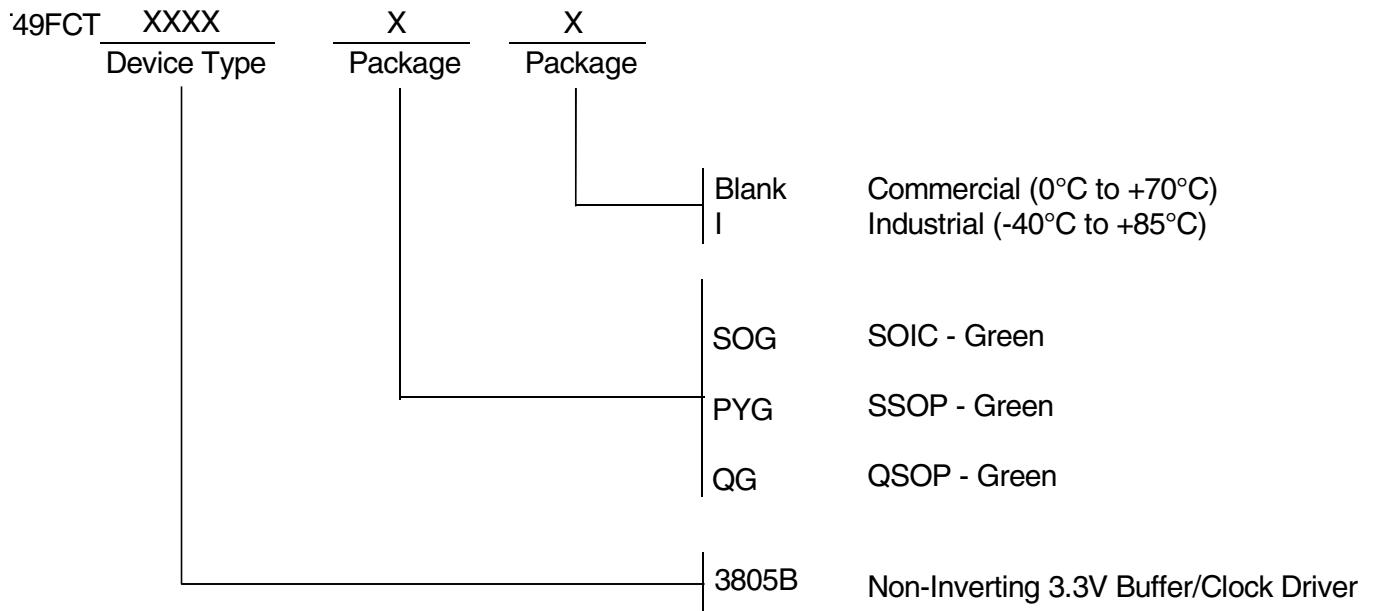 49FCT XXXX X X
Device Type Package Package
Blank Commercial (0°C to +70°C)
I Industrial (-40°C to +85°C)
SOG SOIC - Green
PYG SSOP - Green
QG QSOP - Green
3805B Non-Inverting 3.3V Buffer/Clock Driver